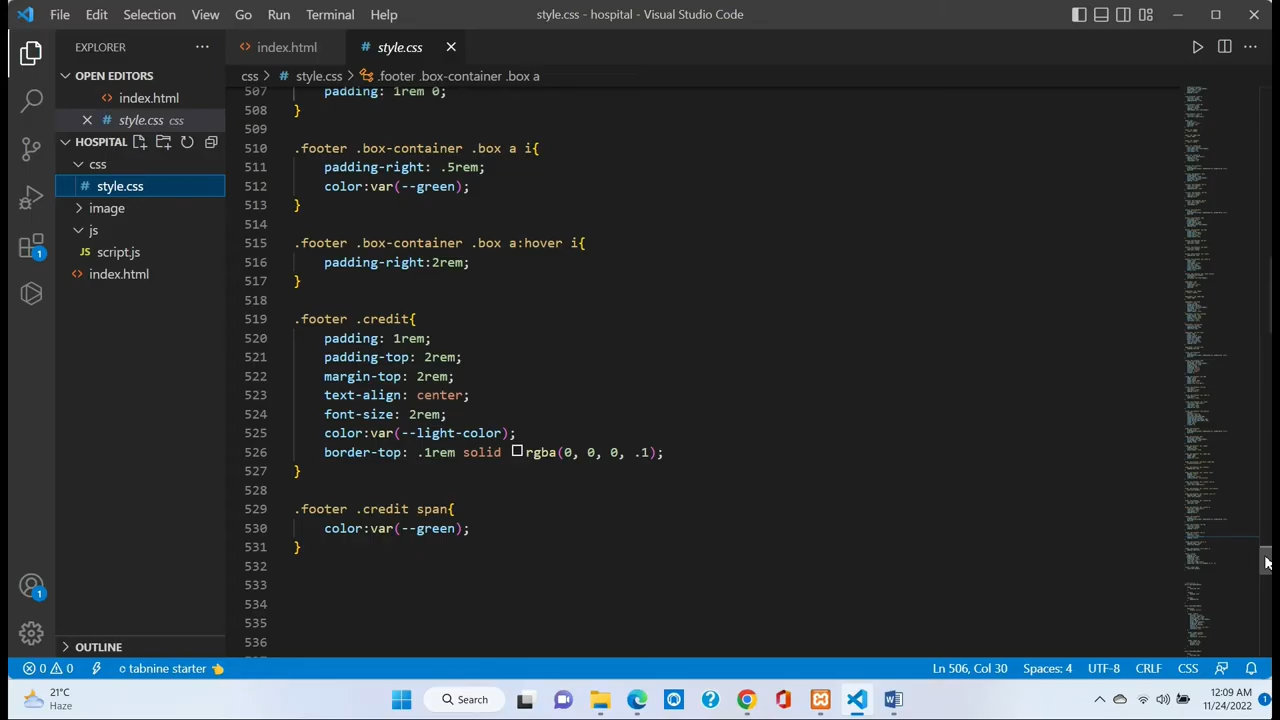 File Edit Selection View Go Run Terminal Help
style.css - hospital - Visual Studio Code
EXPLORER
OPEN EDITORS
index.html
style.css css
HOSPITAL
css
style.css
image
js
JS script.js
index.html
OUTLINE
index.html
# style.css
css > # style.css > .footer .box-container .box a
507 padding: 1rem 0;
508 }
509
510 .footer .box-container .box a i{
511 padding-right: .5rem;
512 color:var(--green);
513 }
514
515 .footer .box-container .box a:hover i{
516 padding-right:2rem;
517 }
518
519 .footer .credit{
520 padding: 1rem;
521 padding-top: 2rem;
522 margin-top: 2rem;
523 text-align: center;
524 font-size: 2rem;
525 color:var(--light-color);
526 border-top: .1rem solid rgba(0, 0, 0, .1);
527 }
528
529 .footer .credit span{
530 color:var(--green);
531 }
532
533
534
535
536
1
1
0 0 tabnine starter
Ln 506, Col 30 Spaces: 4 UTF-8 CRLF CSS
21°C
Haze
Search
12:09 AM
11/24/2022
1